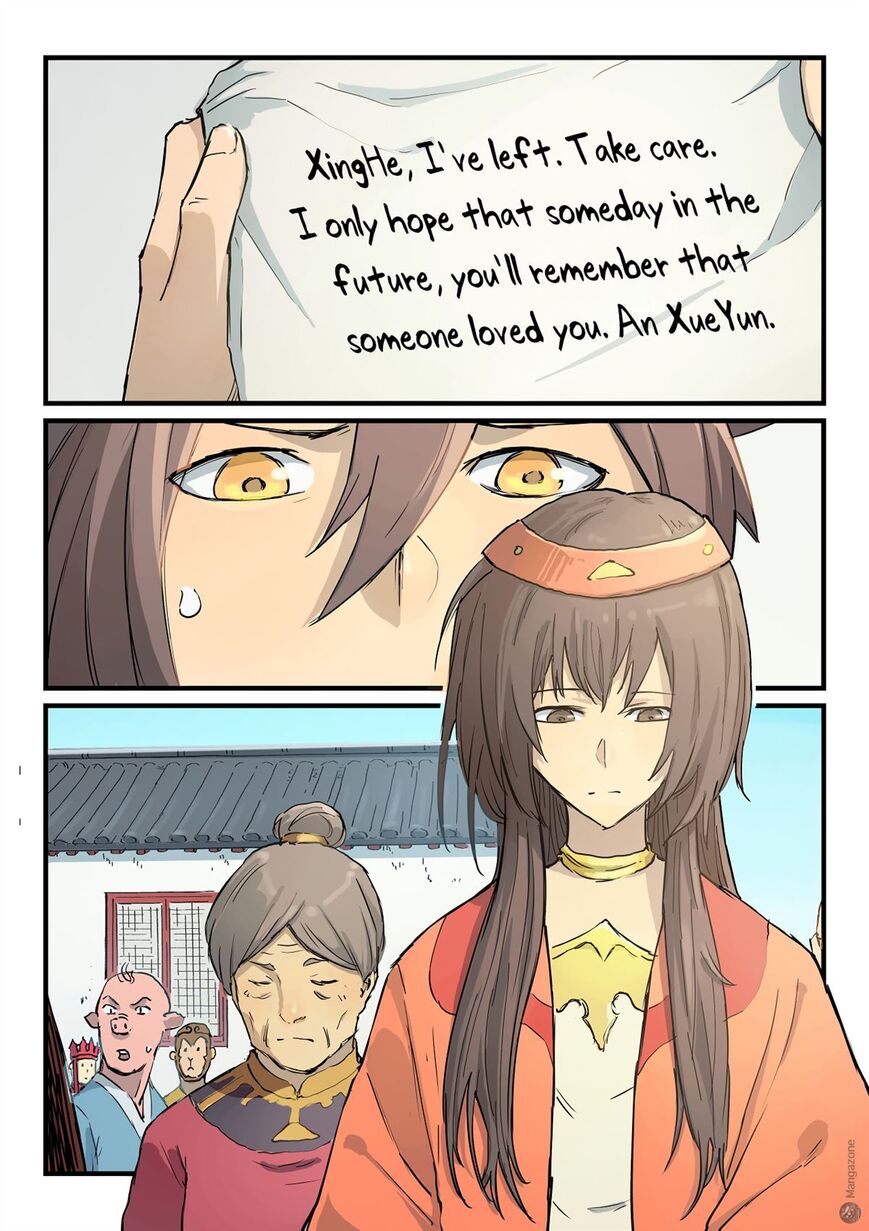 XingHe, I've left. Take care.
I only hope that someday in the
future, you'll remember that
someone loved you. An XueYun.
Mangazone